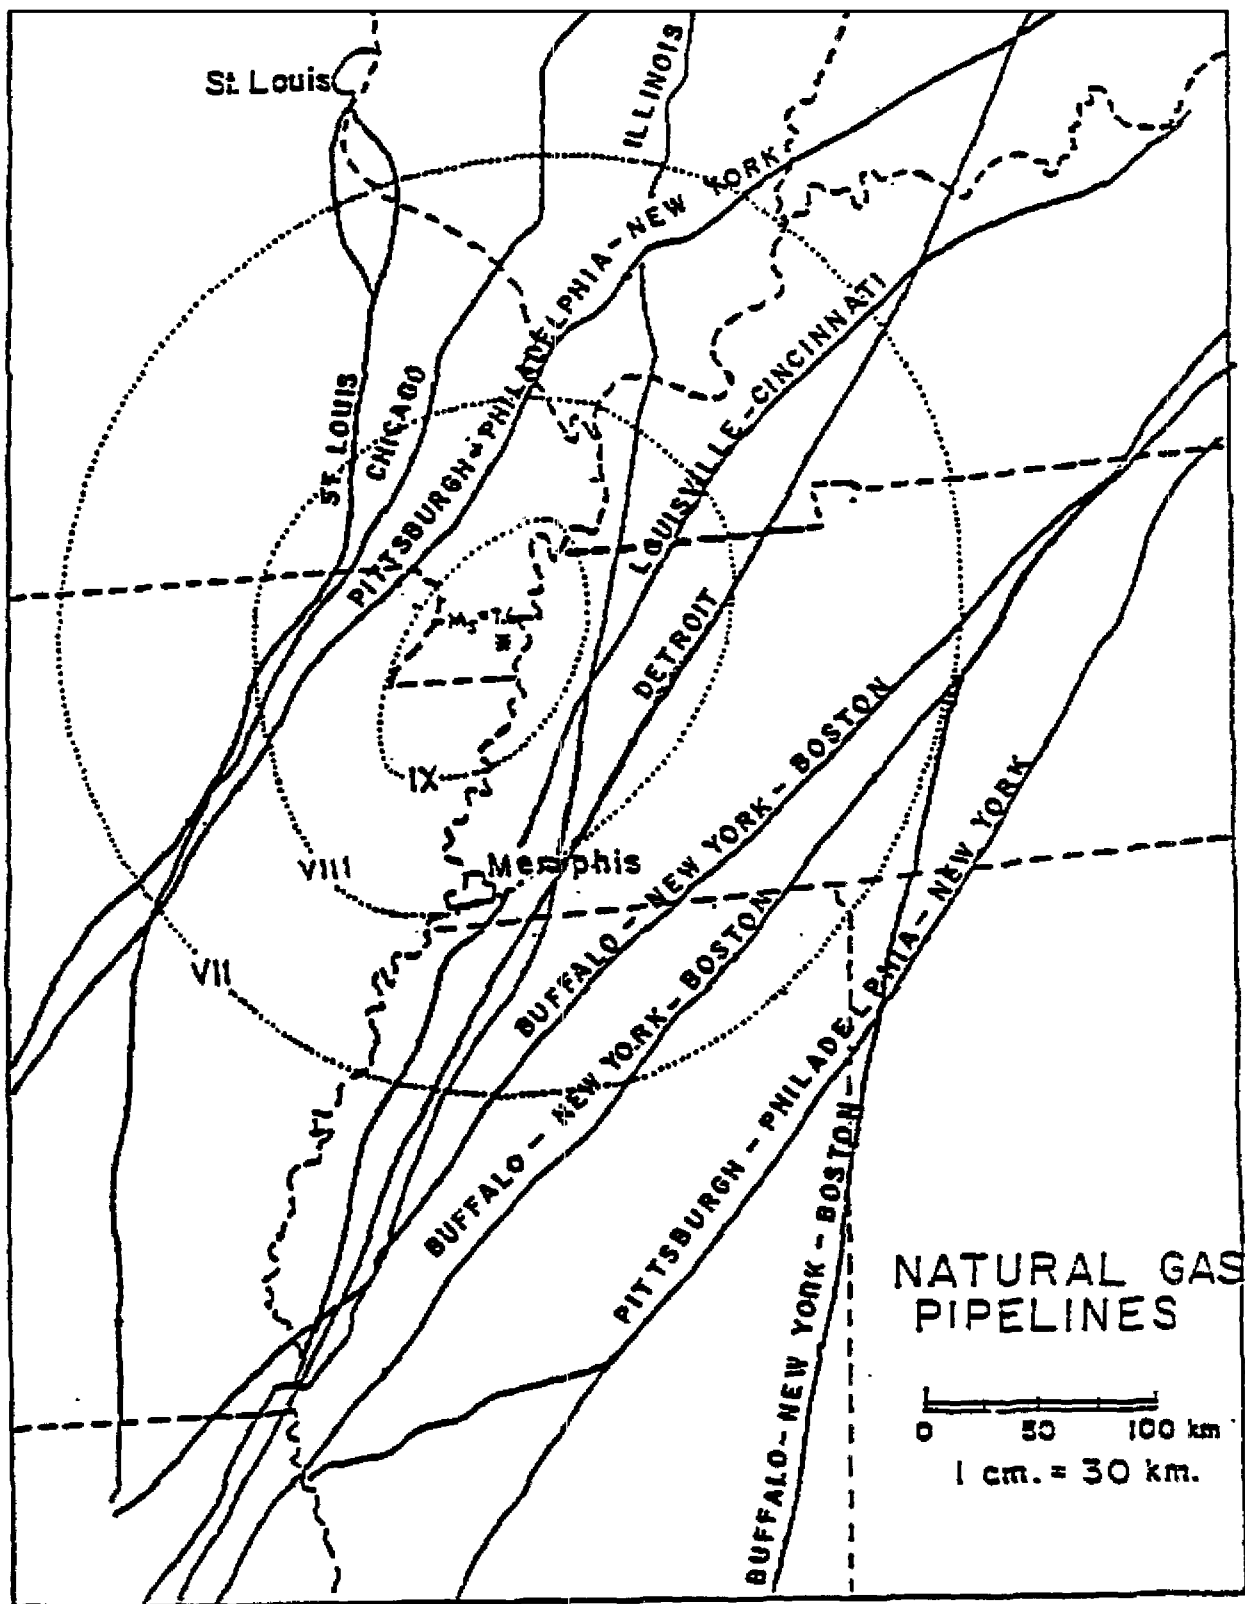 St. Louis
ILLINOIS
PITTSBURGH - PHILADELPHIA - NEW YORK
ST. LOUIS
CHICAGO
LOUISVILLE - CINCINNATI
DETROIT
IX
VIII
VII
Memphis
BUFFALO - NEW YORK - BOSTON
BUFFALO - NEW YORK - BOSTON
PITTSBURGH - PHILADELPHIA - NEW YORK
BUFFALO - NEW YORK - BOSTON
NATURAL GAS
PIPELINES
0 50 100 km
1 cm. = 30 km.